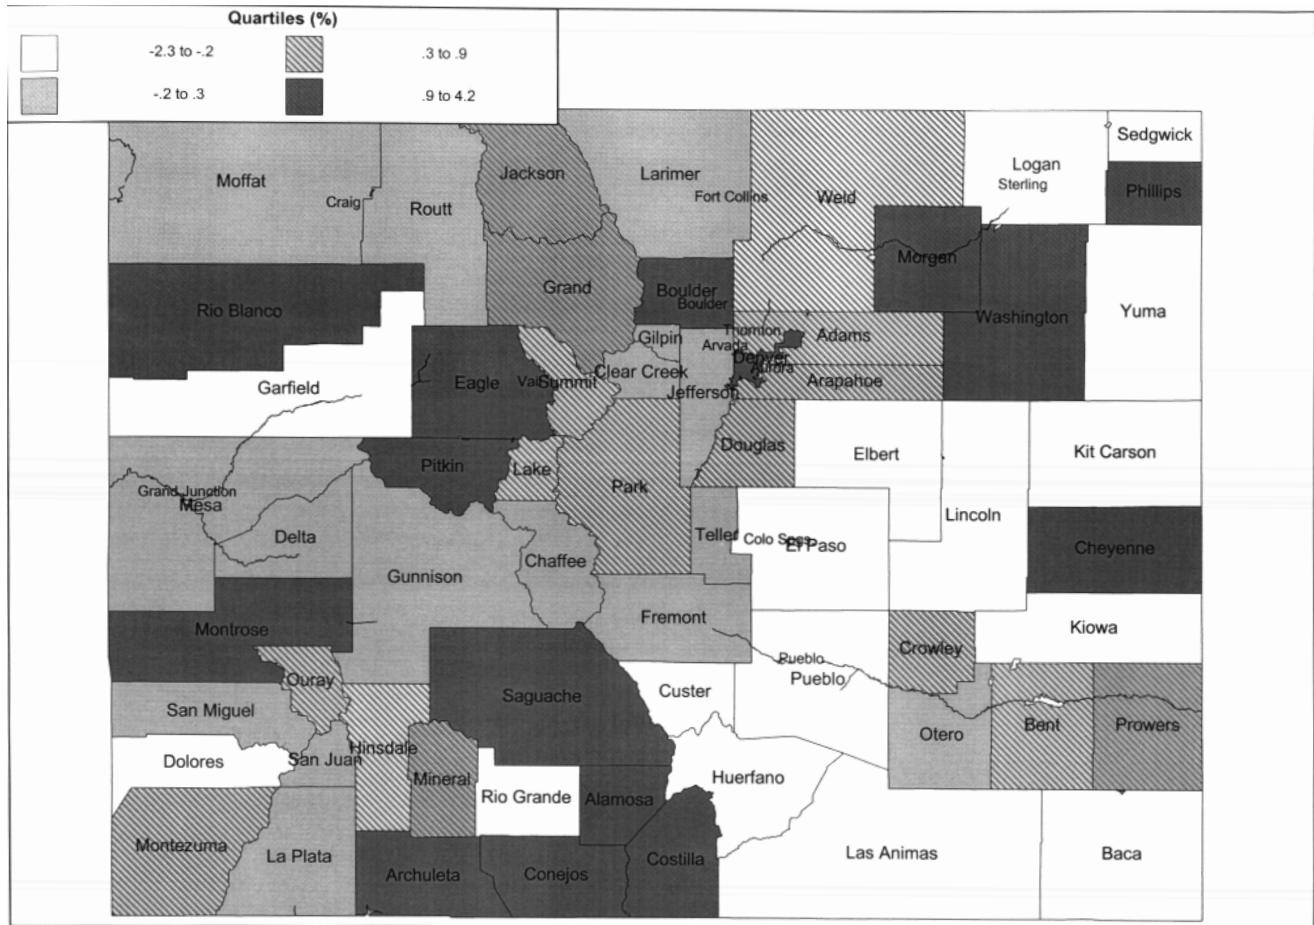 Quartiles (%)
-2.3 to -.2
.3 to .9
-.2 to .3
.9 to 4.2
Sedgwick
Logan
Sterling
Phillips
Jackson
Larimer
Moffat
Craig
Routt
Fort Collins
Weld
Morgan
Grand
Boulder
Boulder
Rio Blanco
Washington
Yuma
Gilpin
Thornton
Adams
Arvada
Denver
Aurora
Clear Creek
Arapahoe
Jefferson
Garfield
Eagle
Vail
Summit
Pitkin
Lake
Douglas
Elbert
Kit Carson
Park
Grand Junction
Mesa
Delta
Lincoln
Teller
Colo Spgs
El Paso
Cheyenne
Chaffee
Gunnison
Fremont
Montrose
Kiowa
Crowley
Pueblo
Pueblo
Ouray
Saguache
Custer
San Miguel
Otero
Bent
Prowers
Dolores
San Juan
Hinsdale
Mineral
Huerfano
Rio Grande
Alamosa
Montezuma
La Plata
Costilla
Las Animas
Baca
Archuleta
Conejos